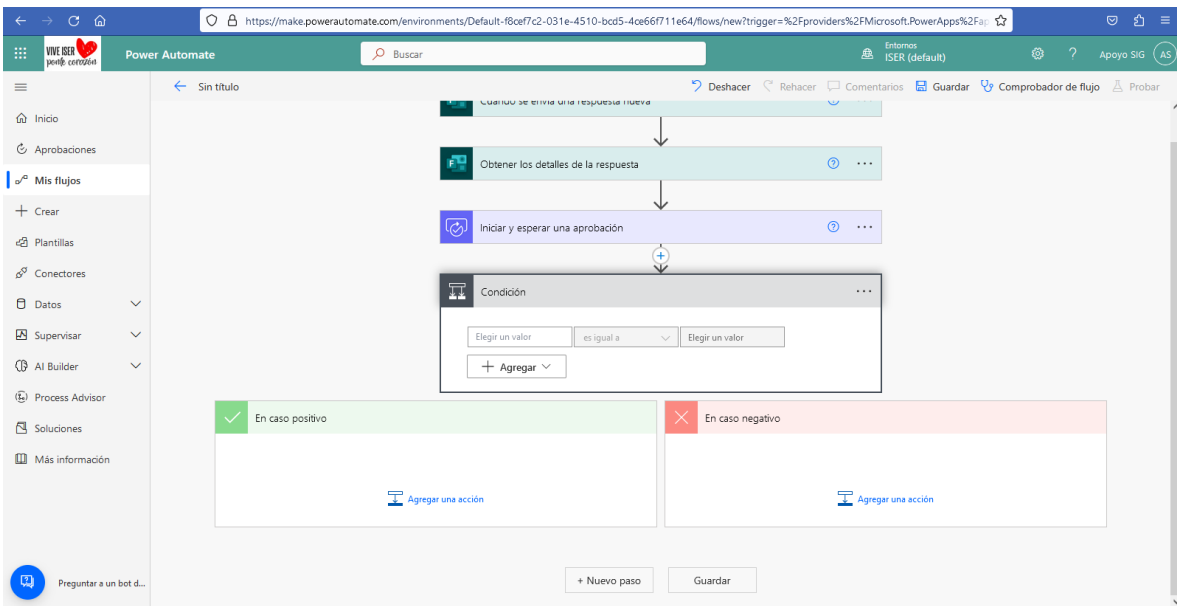 https://make.powerautomate.com/environments/Default-f8cef7c2-031e-4510-bcd5-4ce66f711e64/flows/new?trigger=%2Fproviders%2FMicrosoft.PowerApps%2Fap
VIVE ISER
ponle corazón
Power Automate
Buscar
Entornos
ISER (default)
?
Apoyo SIG
AS
Sin título
Deshacer
Rehacer
Comentarios
Guardar
Comprobador de flujo
Probar
Inicio
Aprobaciones
Mis flujos
Crear
Plantillas
Conectores
Datos
Supervisar
AI Builder
Process Advisor
Soluciones
Más información
Preguntar a un bot d...
Cuando se envía una respuesta nueva
Obtener los detalles de la respuesta
Iniciar y esperar una aprobación
Condición
Elegir un valor
es igual a
Elegir un valor
Agregar
En caso positivo
Agregar una acción
En caso negativo
Agregar una acción
+ Nuevo paso
Guardar